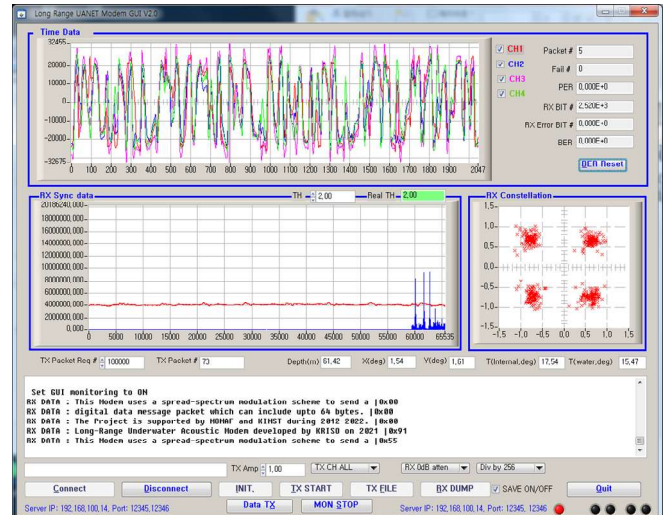 Long Range UANET Modem GUI V2.0
Time Data
32455-
20000-
10000-
0-
-10000-
-20000-
-32675-
0 100 200 300 400 500 600 700 800 900 1000 1100 1200 1300 1400 1500 1600 1700 1800 1900 2047
CH1
CH2
CH3
CH4
Packet # 5
Fail # 0
PER 0,000E+0
RX BIT # 2,520E+3
RX Error BIT # 0,000E+0
BER 0,000E+0
RX Sync data
TH 2,00
Real TH 2,00
20186240,000-
18000000,000-
16000000,000-
14000000,000-
12000000,000-
10000000,000-
8000000,000-
6000000,000-
4000000,000-
2000000,000-
0,000-
0 5000 10000 15000 20000 25000 30000 35000 40000 45000 50000 55000 60000 65535
RX Constellation
1,5-
1,0-
0,5-
0,0-
-0,5-
-1,0-
-1,5-
-1,5 -1,0 -0,5 0,0 0,5 1,0 1,5
TX Packet Req # 100000 TX Packet # 73 Depth(m) 61,42 X(deg) 1,54 Y(deg) 1,61 T(Internal,deg) 17,54 T(water,deg) 15,47
Set GUI monitoring to ON
RX DATA : This Modem uses a spread-spectrum modulation scheme to send a |0x00
RX DATA : digital data message packet which can include upto 64 bytes. |0x00
RX DATA : The Project is supported by MOMAF and KIMST during 2012 2022. |0x00
RX DATA : Long-Range Underwater Acoustic Modem developed by KRISO on 2021 |0x91
RX DATA : This Modem uses a spread-spectrum modulation scheme to send a |0x55
TX Amp 1,00 TX CH ALL RX 0dB atten Div by 256
Connect Disconnect INIT. TX START TX FILE RX DUMP SAVE ON/OFF Quit
Server IP: 192,168,100,14, Port: 12345,12346 Data TX MON STOP Server IP: 192,168,100,14, Port: 12345, 12346